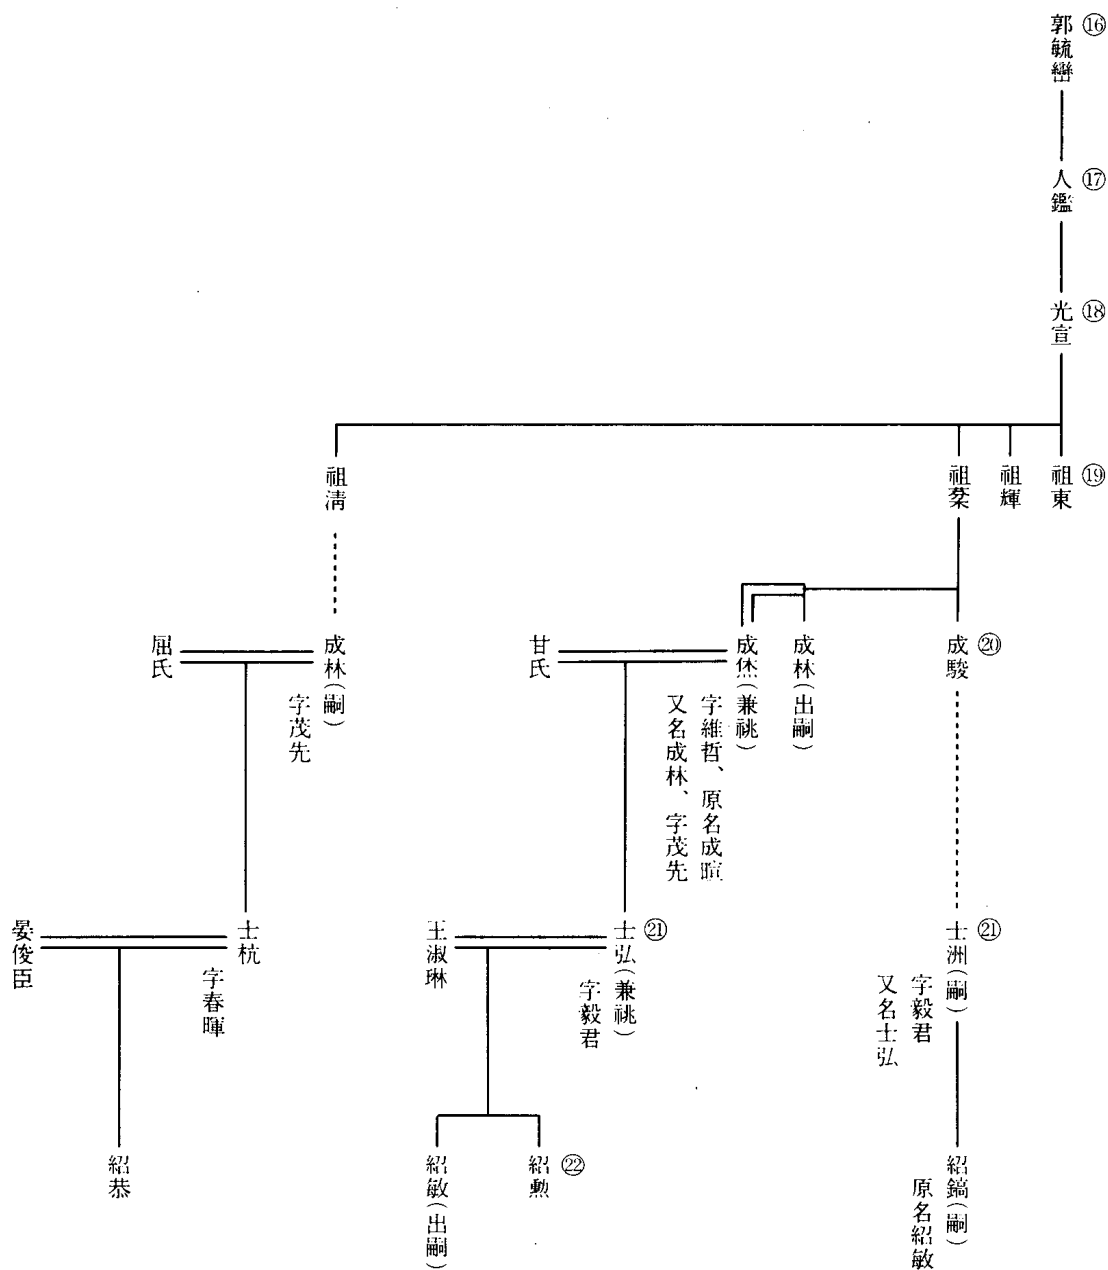 ⑯
郭毓巒
⑰
人鑑
⑱
光宣
⑲
祖東
祖輝
祖棻
祖淸
⑳
成駿
成林(出嗣)
成烋(兼祧)
字維哲、原名成暄
又名成林、字茂先
甘氏
成林(嗣)
字茂先
屈氏
㉑
士洲(嗣)
字毅君
又名士弘
㉑
士弘(兼祧)
字毅君
王淑琳
士杭
字春暉
晏俊臣
紹鎬(嗣)
原名紹敏
㉒
紹勲
紹敏(出嗣)
紹恭